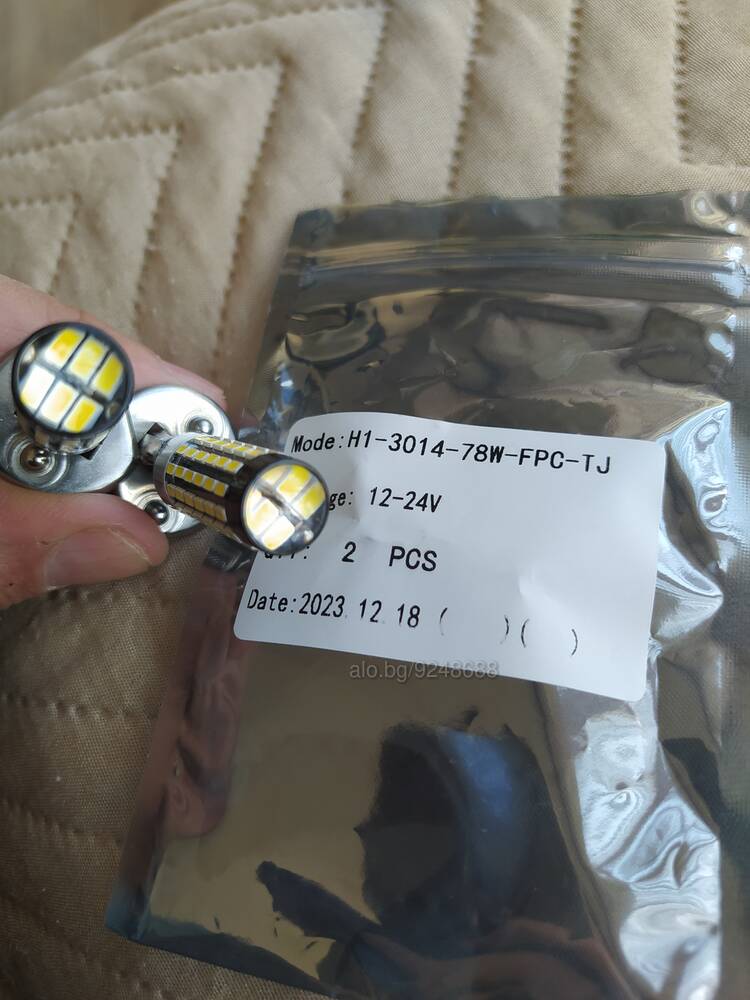 Mode:H1-3014-78W-FPC-TJ
ge: 12-24V
2 PCS
Date:2023.12.18 ( )( )
alo.bg/9248688